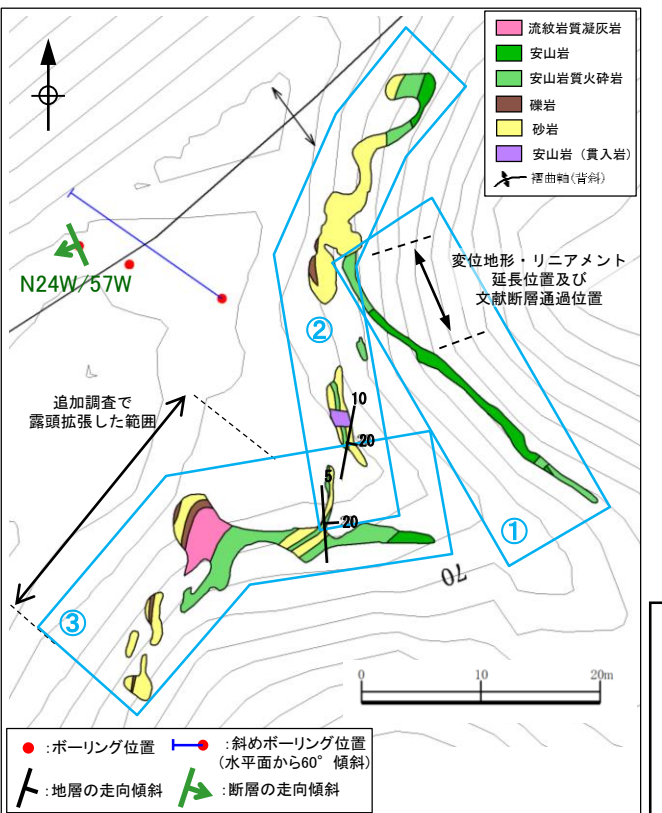 流紋岩質凝灰岩
安山岩
安山岩質火砕岩
礫岩
砂岩
安山岩（貫入岩）
褶曲軸(背斜)
N24W/57W
変位地形・リニアメント
延長位置及び
文献断層通過位置
②
追加調査で
露頭拡張した範囲
10
20
5
20
①
70
③
0 10 20m
:ボーリング位置
:斜めボーリング位置
(水平面から60°傾斜)
:地層の走向傾斜
:断層の走向傾斜